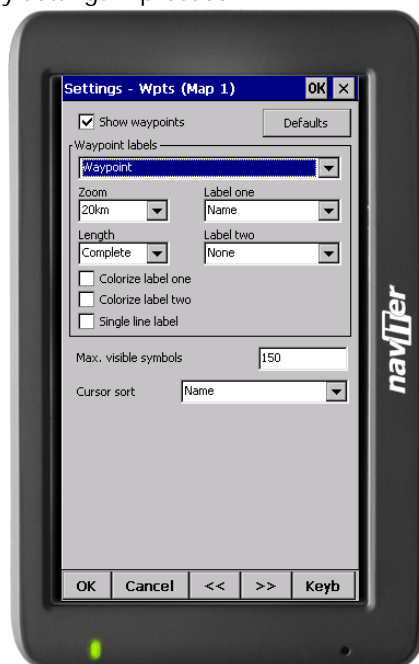 Settings - Wpts (Map 1) OK ×
Show waypoints Defaults
Waypoint labels
Waypoint
Zoom Label one
20km Name
Length Label two
Complete None
Colorize label one
Colorize label two
Single line label
Max. visible symbols 150
Cursor sort Name
OK Cancel << >> Keyb
naviter